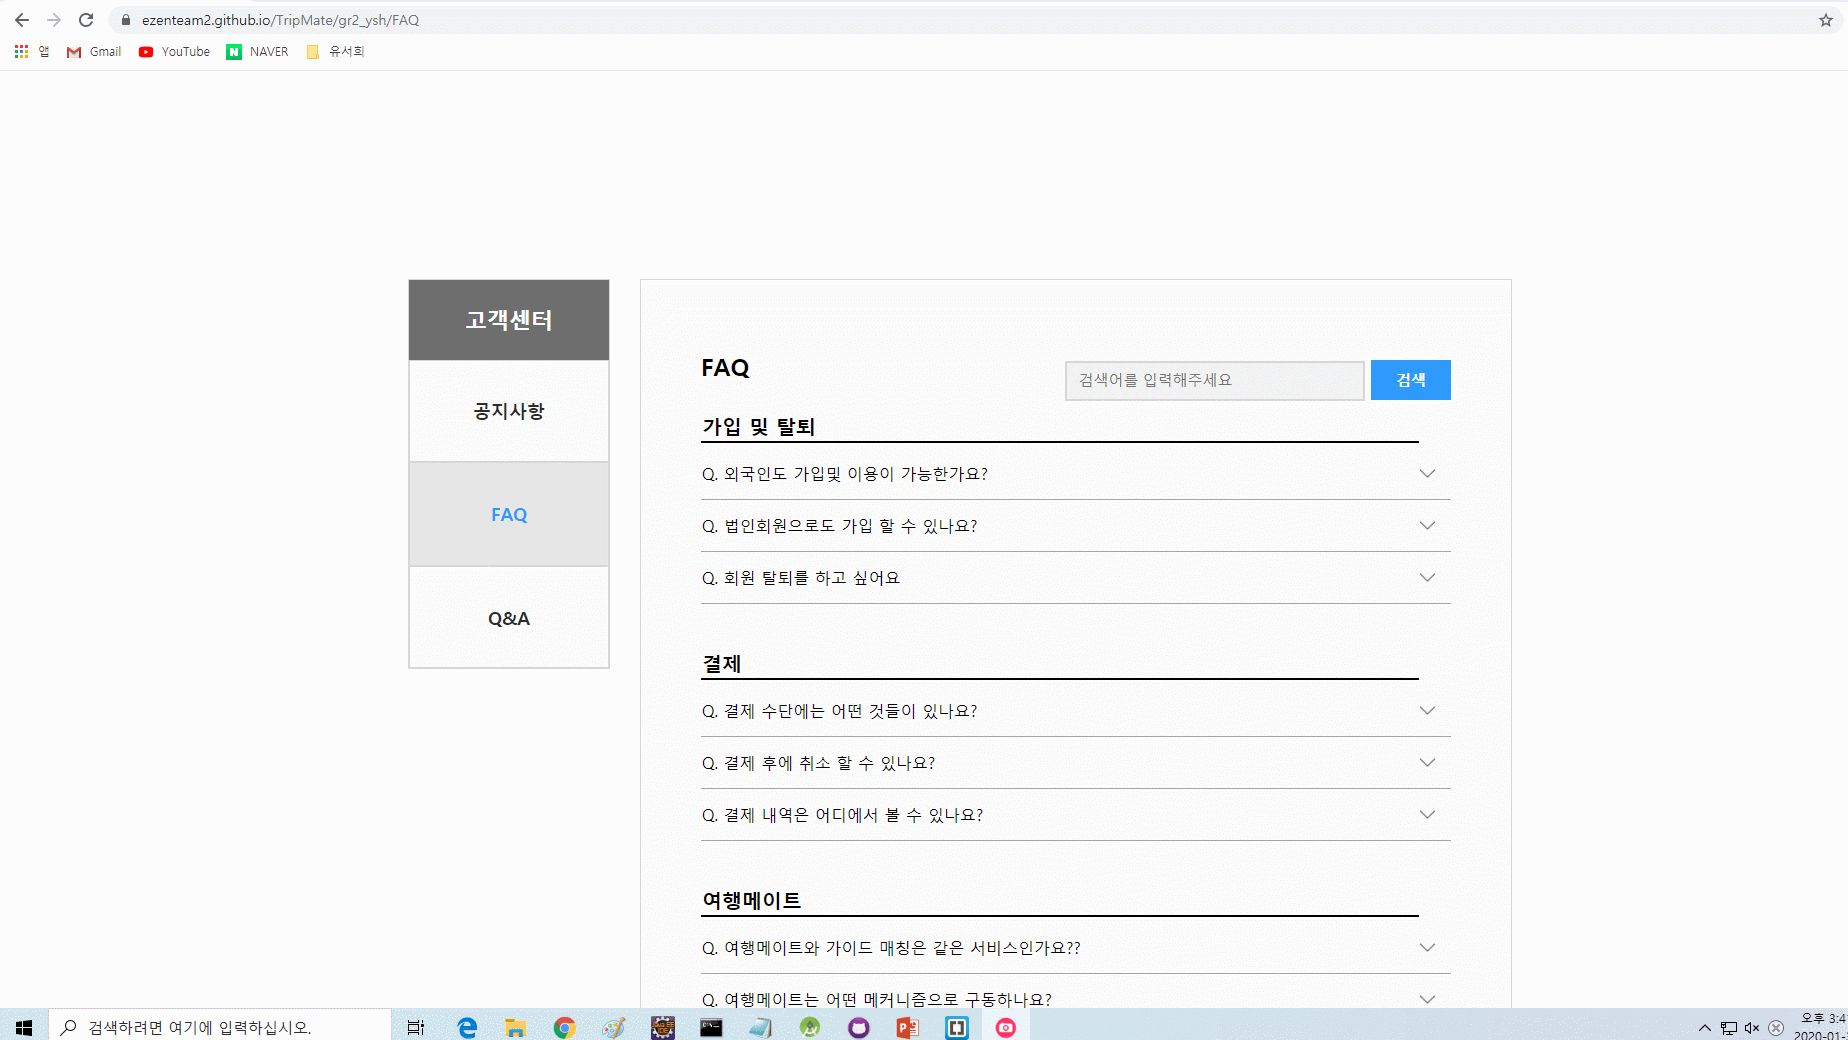 ezenteam2.github.io/TripMate/gr2_ysh/FAQ
앱 Gmail YouTube NAVER 유서희
고객센터
공지사항
FAQ
Q&A
FAQ
검색어를 입력해주세요 검색
가입 및 탈퇴
Q. 외국인도 가입및 이용이 가능한가요?
Q. 법인회원으로도 가입 할 수 있나요?
Q. 회원 탈퇴를 하고 싶어요
결제
Q. 결제 수단에는 어떤 것들이 있나요?
Q. 결제 후에 취소 할 수 있나요?
Q. 결제 내역은 어디에서 볼 수 있나요?
여행메이트
Q. 여행메이트와 가이드 매칭은 같은 서비스인가요??
Q. 여행메이트는 어떤 메커니즘으로 구동하나요?
검색하려면 여기에 입력하십시오.
오후 3:4
2020-01-